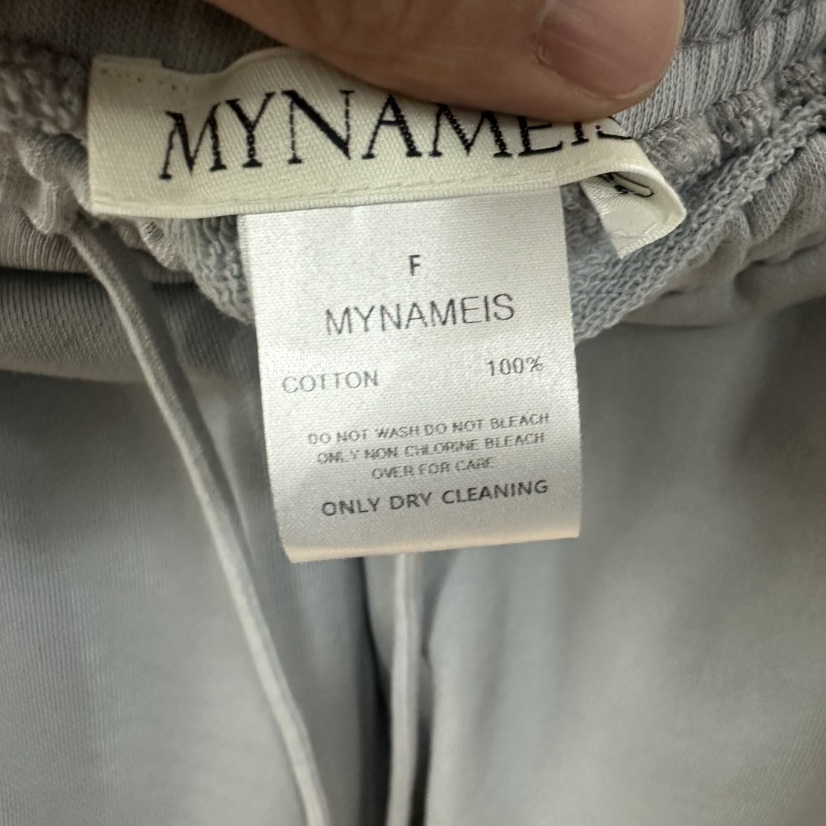 MYNAMEIS
F
MYNAMEIS
COTTON 100%
DO NOT WASH DO NOT BLEACH
ONLY NON CHLORINE BLEACH
OVER FOR CARE
ONLY DRY CLEANING